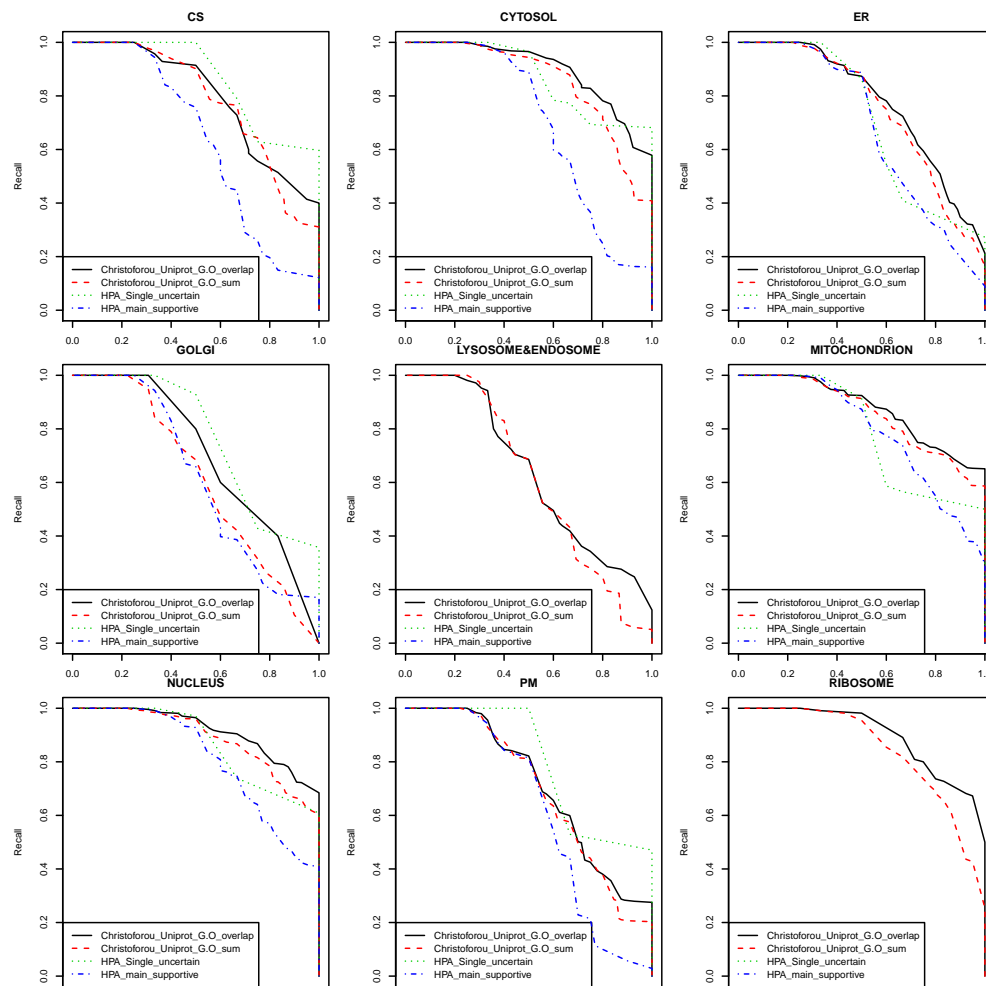 CS
CYTOSOL
ER
Recall
1.0
0.8
0.6
0.4
0.2
0.0
Christoforou_Uniprot_G.O_overlap
Christoforou_Uniprot_G.O_sum
HPA_Single_uncertain
HPA_main_supportive
0.0 0.2 0.4 0.6 0.8 1.0
Recall
1.0
0.8
0.6
0.4
0.2
0.0
Christoforou_Uniprot_G.O_overlap
Christoforou_Uniprot_G.O_sum
HPA_Single_uncertain
HPA_main_supportive
0.0 0.2 0.4 0.6 0.8 1.0
Recall
1.0
0.8
0.6
0.4
0.2
0.0
Christoforou_Uniprot_G.O_overlap
Christoforou_Uniprot_G.O_sum
HPA_Single_uncertain
HPA_main_supportive
0.0 0.2 0.4 0.6 0.8 1.0
GOLGI
LYSOSOME&ENDOSOME
MITOCHONDRION
Recall
1.0
0.8
0.6
0.4
0.2
0.0
Christoforou_Uniprot_G.O_overlap
Christoforou_Uniprot_G.O_sum
HPA_Single_uncertain
HPA_main_supportive
0.0 0.2 0.4 0.6 0.8 1.0
Recall
1.0
0.8
0.6
0.4
0.2
0.0
Christoforou_Uniprot_G.O_overlap
Christoforou_Uniprot_G.O_sum
HPA_Single_uncertain
HPA_main_supportive
0.0 0.2 0.4 0.6 0.8 1.0
Recall
1.0
0.8
0.6
0.4
0.2
0.0
Christoforou_Uniprot_G.O_overlap
Christoforou_Uniprot_G.O_sum
HPA_Single_uncertain
HPA_main_supportive
0.0 0.2 0.4 0.6 0.8 1.0
NUCLEUS
PM
RIBOSOME
Recall
1.0
0.8
0.6
0.4
0.2
0.0
Christoforou_Uniprot_G.O_overlap
Christoforou_Uniprot_G.O_sum
HPA_Single_uncertain
HPA_main_supportive
Recall
1.0
0.8
0.6
0.4
0.2
0.0
Christoforou_Uniprot_G.O_overlap
Christoforou_Uniprot_G.O_sum
HPA_Single_uncertain
HPA_main_supportive
Recall
1.0
0.8
0.6
0.4
0.2
0.0
Christoforou_Uniprot_G.O_overlap
Christoforou_Uniprot_G.O_sum
HPA_Single_uncertain
HPA_main_supportive